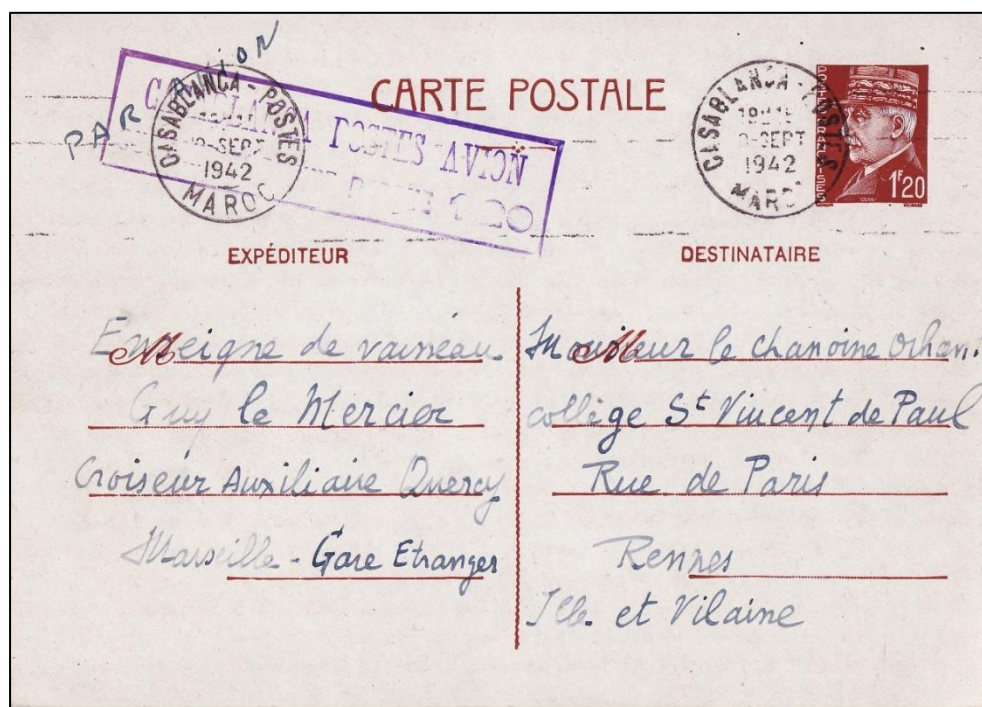 PAR AVION
CARTE POSTALE
CASABLANCA - POSTES
SEPT
1942
MAROC
POSTES AVION
CASABLANCA - POSTES
18H15
SEPT
1942
MAROC
POSTES FRANÇAISES
1F20
EXPÉDITEUR
M
Enseigne de vaisseau
Guy le Mercier
Croiseur Auxiliaire Quercy
Marseille - Gare Etranger
DESTINATAIRE
M
Monsieur le chanoine
collège St Vincent de Paul
Rue de Paris
Rennes
Ille. et Vilaine